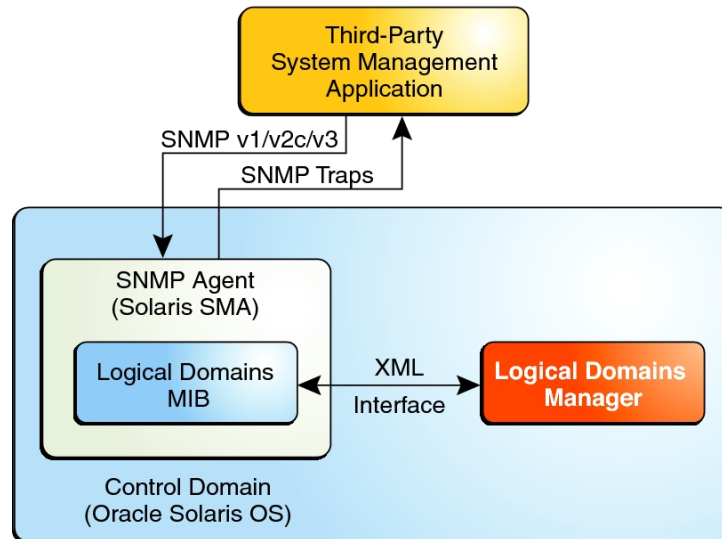 Third-Party
System Management
Application
SNMP v1/v2c/v3
SNMP Traps
SNMP Agent
(Solaris SMA)
Logical Domains
MIB
XML
Interface
Logical Domains
Manager
Control Domain
(Oracle Solaris OS)